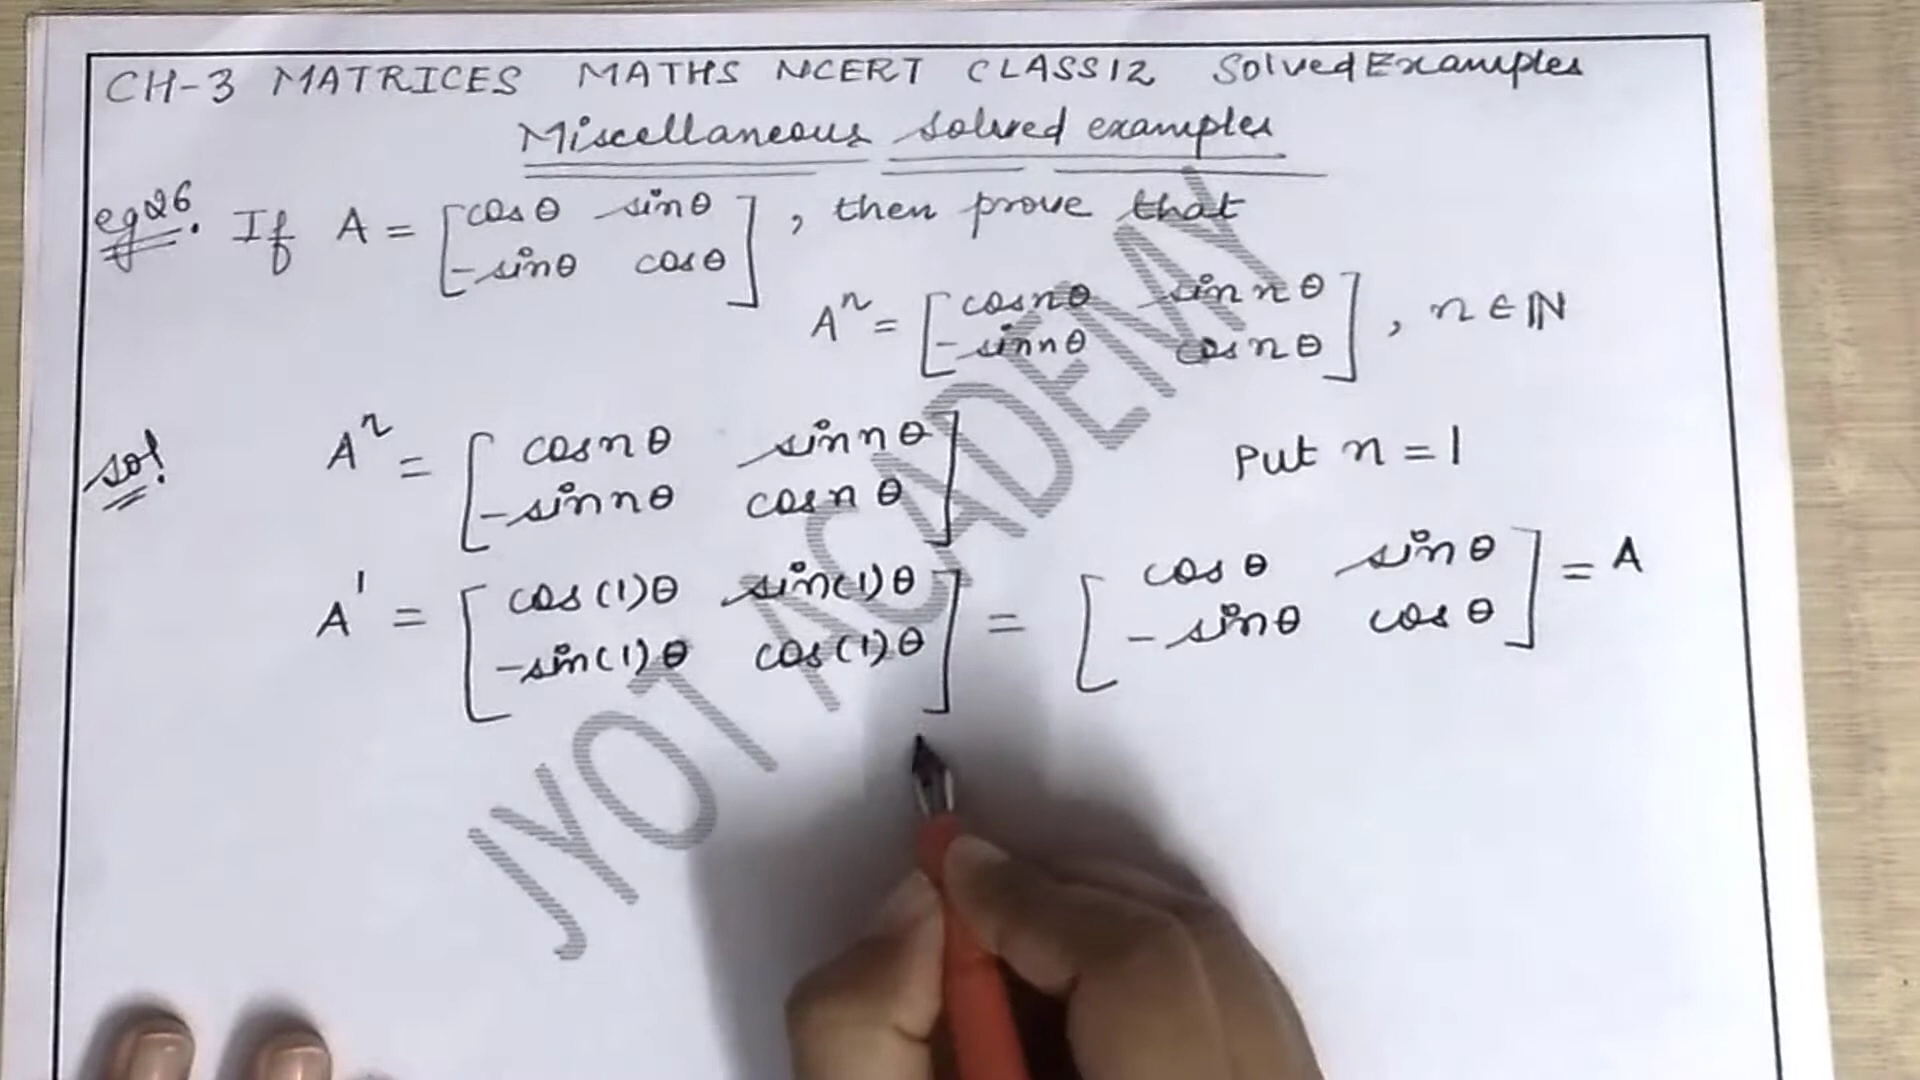 CH-3 MATRICES MATHS NCERT CLASS12 Solved Examples
Miscellaneous solved examples
eg26. If A = [cosθ sinθ
-sinθ cosθ], then prove that
Aⁿ = [cosnθ sinnθ
-sinnθ cosnθ], n∈ℕ
sol Aⁿ = [cosnθ sinnθ
-sinnθ cosnθ] Put n=1
A¹ = [cos(1)θ sin(1)θ
-sin(1)θ cos(1)θ] = [cosθ sinθ
-sinθ cosθ] = A
JYOT ACADEMY